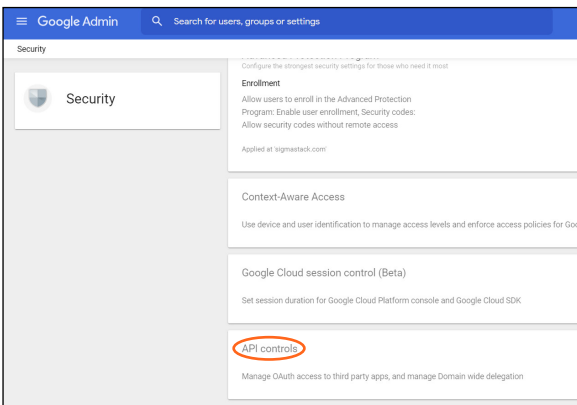 Google Admin
Search for users, groups or settings
Security
Security
Advanced Protection Program
Configure the strongest security settings for those who need it most
Enrollment
Allow users to enroll in the Advanced Protection
Program: Enable user enrollment, Security codes:
Allow security codes without remote access
Applied at 'sigmastack.com'
Context-Aware Access
Use device and user identification to manage access levels and enforce access policies for Goo
Google Cloud session control (Beta)
Set session duration for Google Cloud Platform console and Google Cloud SDK
API controls
Manage OAuth access to third party apps, and manage Domain wide delegation